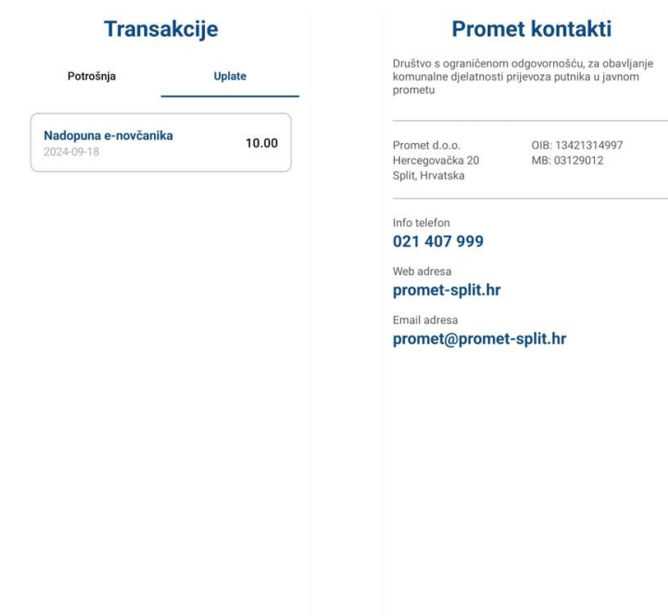 Transakcije
Potrošnja
Uplate
Nadopuna e-novčanika
2024-09-18
10.00
Promet kontakti
Društvo s ograničenom odgovornošću, za obavljanje
komunalne djelatnosti prijevoza putnika u javnom
prometu
Promet d.o.o.
Hercegovačka 20
Split, Hrvatska
OIB: 13421314997
MB: 03129012
Info telefon
021 407 999
Web adresa
promet-split.hr
Email adresa
promet@promet-split.hr